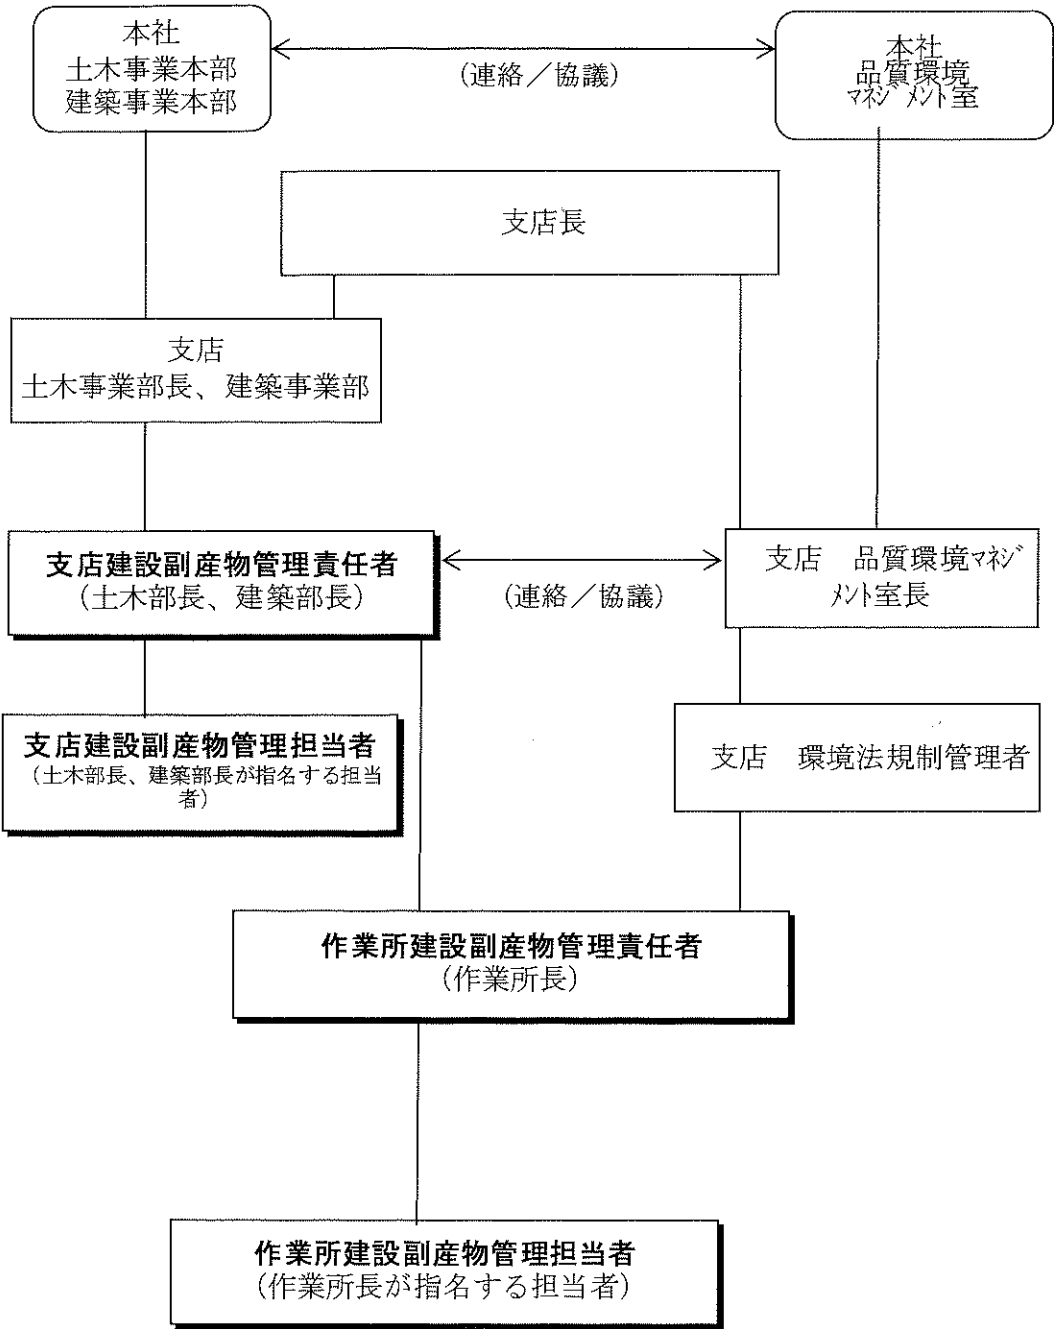 本社
土木事業本部
建築事業本部
(連絡／協議)
本社
品質環境
ﾏﾈｼﾞﾒﾝﾄ室
支店長
支店
土木事業部長、建築事業部
支店建設副産物管理責任者
(土木部長、建築部長)
(連絡／協議)
支店　品質環境ﾏﾈｼﾞ
ﾒﾝﾄ室長
支店建設副産物管理担当者
(土木部長、建築部長が指名する担当
者)
支店　環境法規制管理者
作業所建設副産物管理責任者
(作業所長)
作業所建設副産物管理担当者
(作業所長が指名する担当者)